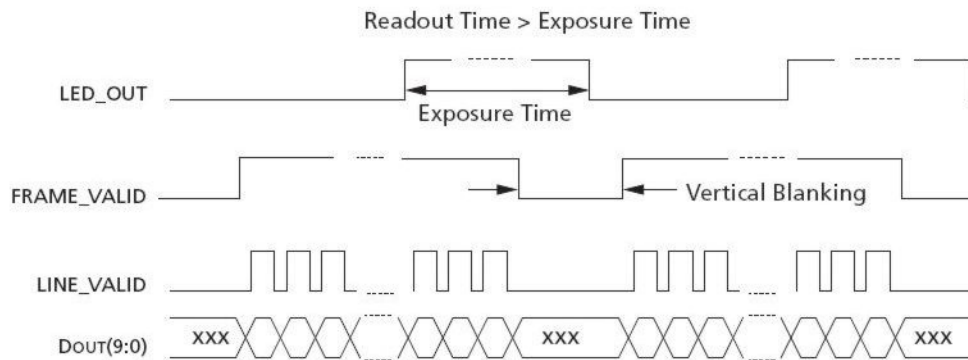 Readout Time > Exposure Time
LED_OUT
Exposure Time
FRAME_VALID
Vertical Blanking
LINE_VALID
DOUT(9:0)
XXX
XXX
XXX